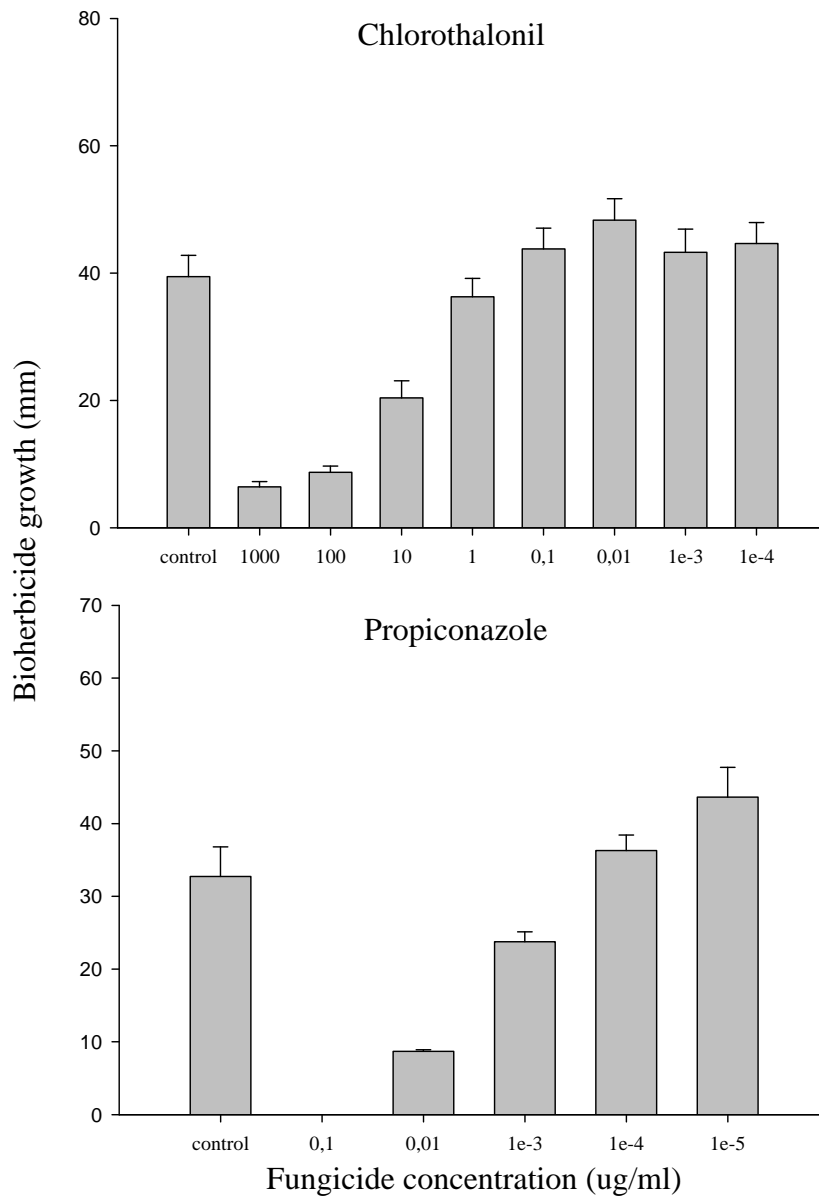 Chlorothalonil
80
60
40
20
0
control 1000 100 10 1 0,1 0,01 1e-3 1e-4
Bioherbicide growth (mm)
Propiconazole
70
60
50
40
30
20
10
0
control 0,1 0,01 1e-3 1e-4 1e-5
Fungicide concentration (ug/ml)